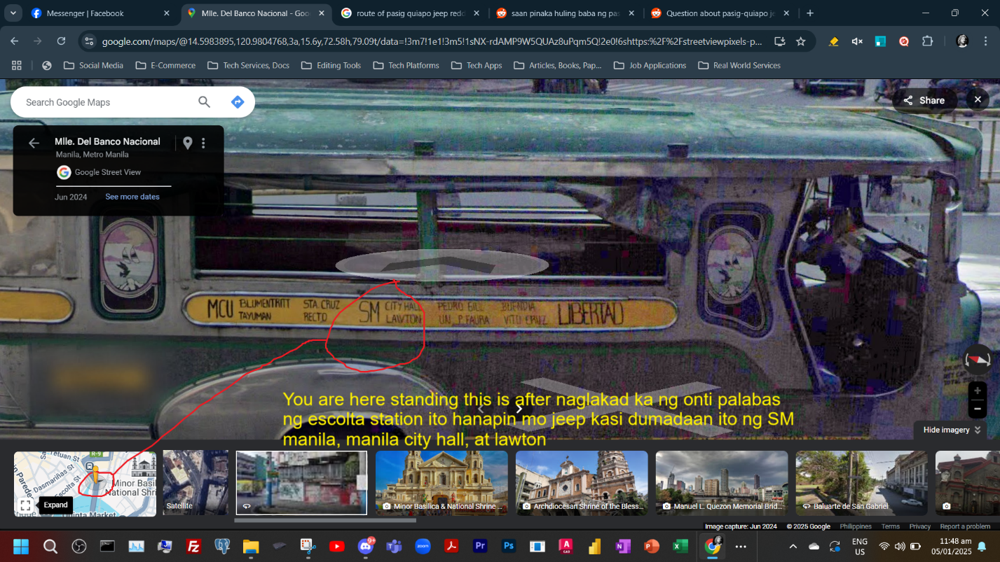 Messenger | Facebook
Mlle. Del Banco Nacional - Goo
route of pasig quiapo jeep redd
saan pinaka huling baba ng pas
Question about pasig-quiapo je
google.com/maps/@14.5983895,120.9804768,3a,15.6y,72.58h,79.09t/data=!3m7!1e1!3m5!1sNX-rdAMP9W5QUAz8uPqm5Q!2e0!6shttps:%2F%2Fstreetviewpixels-p...
Social Media
E-Commerce
Tech Services, Docs
Editing Tools
Tech Platforms
Tech Apps
Articles, Books, Pap...
Job Applications
Real World Services
Search Google Maps
Share
Mlle. Del Banco Nacional
Manila, Metro Manila
Google Street View
Jun 2024 See more dates
MCU BLUMENTRITT TAYUMAN STA. CRUZ RECTO SM CITY HALL LAWTON PEDRO GILL U.N. P. FAURA BUENDIA VITO CRUZ LIBERTAD
You are here standing this is after naglakad ka ng onti palabas
ng escolta station ito hanapin mo jeep kasi dumadaan ito ng SM
manila, manila city hall, at lawton
Hide imagery
R-9
Dasmariñas St
Escolta St
Minor Basil
National Shri
Quinta Market
Expand
Satellite
Minor Basilica & National Shrine ...
Archdiocesan Shrine of the Bless...
Manuel L. Quezon Memorial Brid...
Baluarte de San Gabriel
Image capture: Jun 2024 © 2025 Google Philippines Terms Privacy Report a problem
9+
zoom
Pr
Ps
ENG
US
11:48 am
05/01/2025